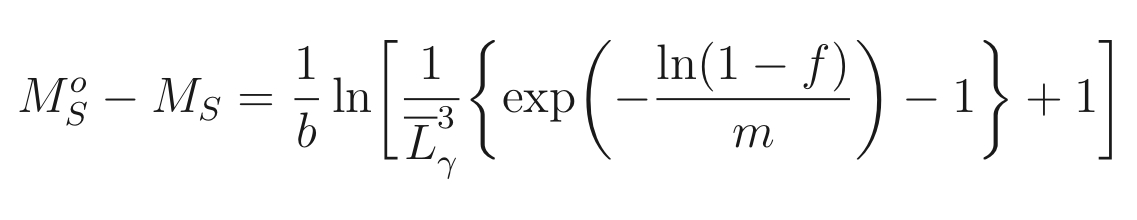 $M_S^o - M_S = \frac{1}{b} \ln\left[\frac{1}{\overline{L}_\gamma^3}\left\{\exp\left(-\frac{\ln(1-f)}{m}\right) - 1\right\} + 1\right]$